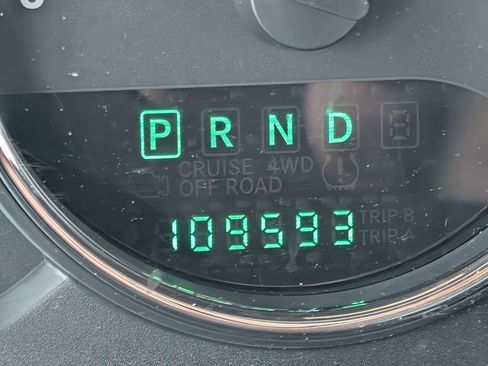 P R N D
CRUISE 4WD
OFF ROAD
109593 TRIP B
TRIP A